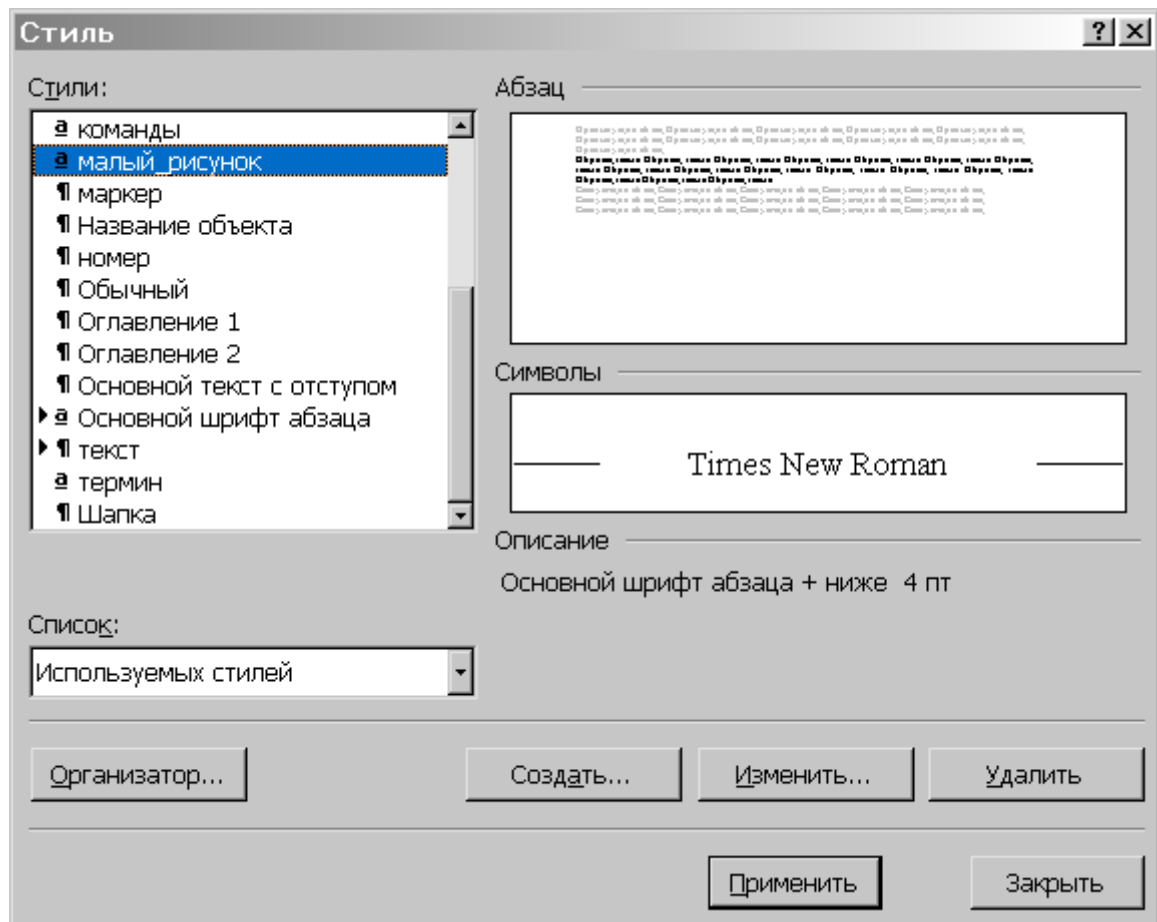 Стиль
Стили:
a команды
a малый_рисунок
¶ маркер
¶ Название объекта
¶ номер
¶ Обычный
¶ Оглавление 1
¶ Оглавление 2
¶ Основной текст с отступом
a Основной шрифт абзаца
¶ текст
a термин
¶ Шапка
Список:
Используемых стилей
Абзац
Символы
Times New Roman
Описание
Основной шрифт абзаца + ниже 4 пт
Организатор...
Создать...
Изменить...
Удалить
Применить
Закрыть